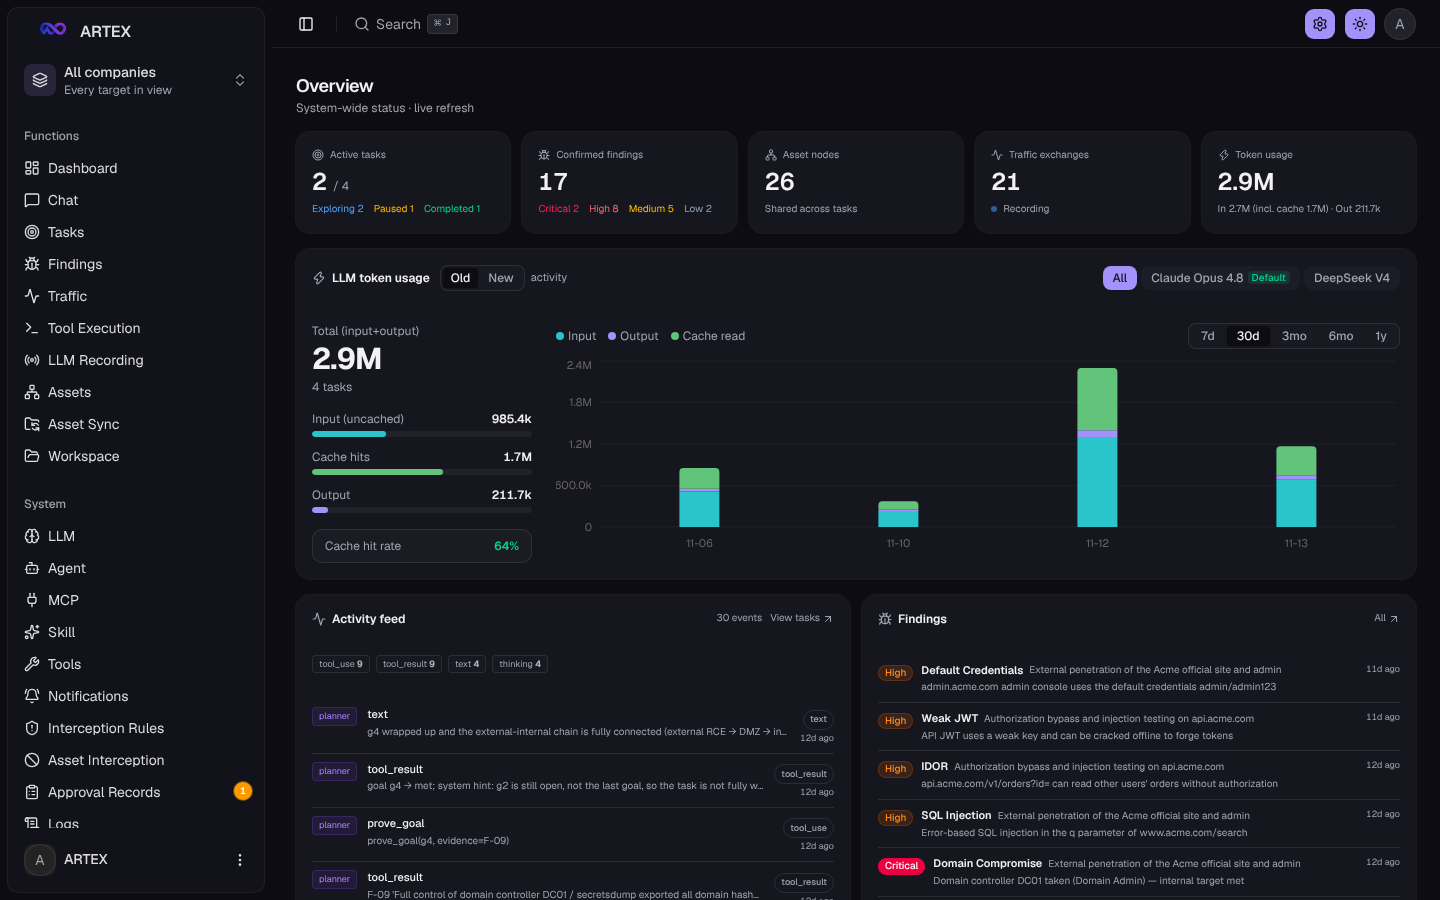 ARTEX
All companies
Every target in view
Functions
Dashboard
Chat
Tasks
Findings
Traffic
Tool Execution
LLM Recording
Assets
Asset Sync
Workspace
System
LLM
Agent
MCP
Skill
Tools
Notifications
Interception Rules
Asset Interception
Approval Records 1
Logs
A ARTEX
Search ⌘ J
A
Overview
System-wide status · live refresh
Active tasks
2 / 4
Exploring 2 Paused 1 Completed 1
Confirmed findings
17
Critical 2 High 8 Medium 5 Low 2
Asset nodes
26
Shared across tasks
Traffic exchanges
21
Recording
Token usage
2.9M
In 2.7M (incl. cache 1.7M) · Out 211.7k
LLM token usage Old New activity
All Claude Opus 4.8 Default DeepSeek V4
Total (input+output)
2.9M
4 tasks
Input (uncached) 985.4k
Cache hits 1.7M
Output 211.7k
Cache hit rate 64%
Input Output Cache read
7d 30d 3mo 6mo 1y
2.4M
1.8M
1.2M
600.0k
0
11-06 11-10 11-12 11-13
Activity feed 30 events View tasks
tool_use 9 tool_result 9 text 4 thinking 4
planner text text
g4 wrapped up and the external-internal chain is fully connected (external RCE → DMZ → in... 12d ago
planner tool_result tool_result
goal g4 → met; system hint: g2 is still open, not the last goal, so the task is not fully w... 12d ago
planner prove_goal tool_use
prove_goal(g4, evidence=F-09) 12d ago
planner tool_result tool_result
F-09 'Full control of domain controller DC01 / secretsdump exported all domain hash... 12d ago
Findings All
High Default Credentials External penetration of the Acme official site and admin 11d ago
admin.acme.com admin console uses the default credentials admin/admin123
High Weak JWT Authorization bypass and injection testing on api.acme.com 11d ago
API JWT uses a weak key and can be cracked offline to forge tokens
High IDOR Authorization bypass and injection testing on api.acme.com 12d ago
api.acme.com/v1/orders?id= can read other users' orders without authorization
High SQL Injection External penetration of the Acme official site and admin 12d ago
Error-based SQL injection in the q parameter of www.acme.com/search
Critical Domain Compromise External penetration of the Acme official site and admin 12d ago
Domain controller DC01 taken (Domain Admin) — internal target met